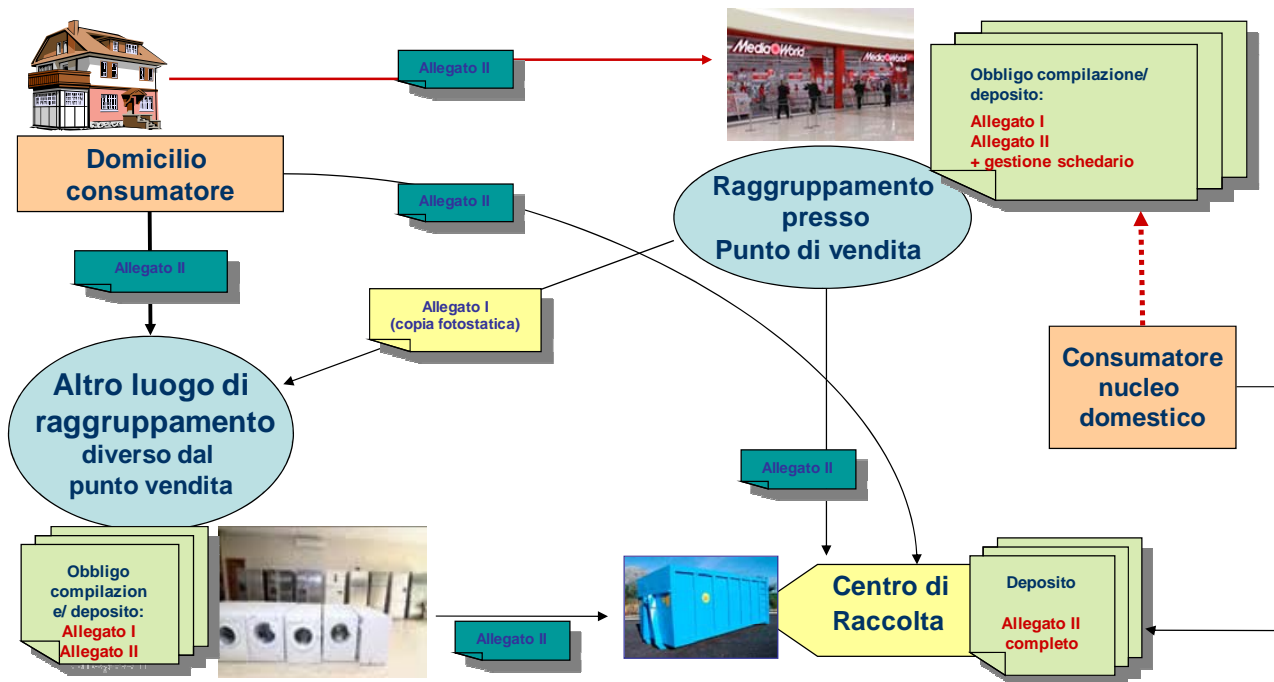 Allegato II
MediaWorld
MediaWorld
Obbligo compilazione/
deposito:
Allegato I
Allegato II
+ gestione schedario
Domicilio
consumatore
Allegato II
Raggruppamento
presso
Punto di vendita
Allegato II
Allegato I
(copia fotostatica)
Consumatore
nucleo
domestico
Altro luogo di
raggruppamento
diverso dal
punto vendita
Allegato II
Obbligo
compilazion
e/ deposito:
Allegato I
Allegato II
Allegato II
Centro di
Raccolta
Deposito
Allegato II
completo